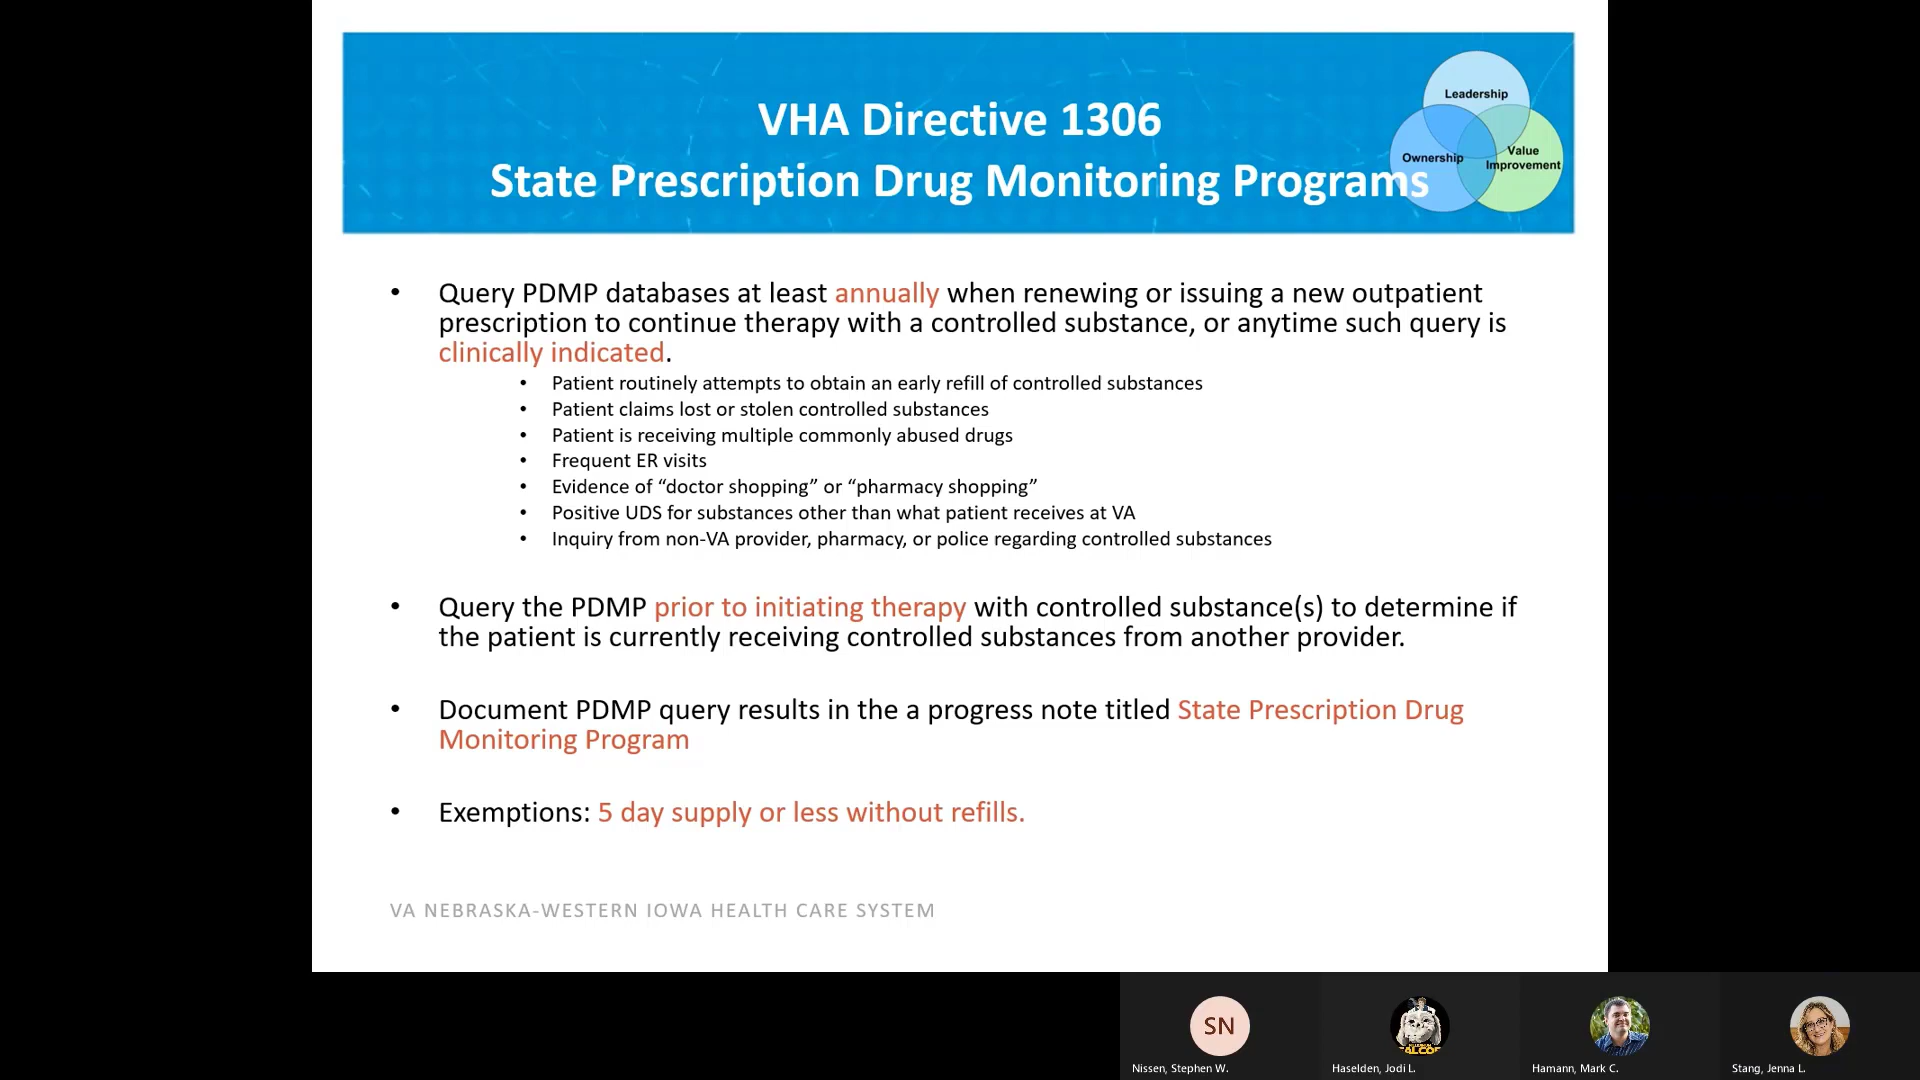 VHA Directive 1306
State Prescription Drug Monitoring Programs
Leadership
Ownership
Value
Improvement
• Query PDMP databases at least annually when renewing or issuing a new outpatient
prescription to continue therapy with a controlled substance, or anytime such query is
clinically indicated.
• Patient routinely attempts to obtain an early refill of controlled substances
• Patient claims lost or stolen controlled substances
• Patient is receiving multiple commonly abused drugs
• Frequent ER visits
• Evidence of “doctor shopping” or “pharmacy shopping”
• Positive UDS for substances other than what patient receives at VA
• Inquiry from non-VA provider, pharmacy, or police regarding controlled substances
• Query the PDMP prior to initiating therapy with controlled substance(s) to determine if
the patient is currently receiving controlled substances from another provider.
• Document PDMP query results in the a progress note titled State Prescription Drug
Monitoring Program
• Exemptions: 5 day supply or less without refills.
VA NEBRASKA-WESTERN IOWA HEALTH CARE SYSTEM
SN
Nissen, Stephen W.
Haselden, Jodi L.
Hamann, Mark C.
Stang, Jenna L.